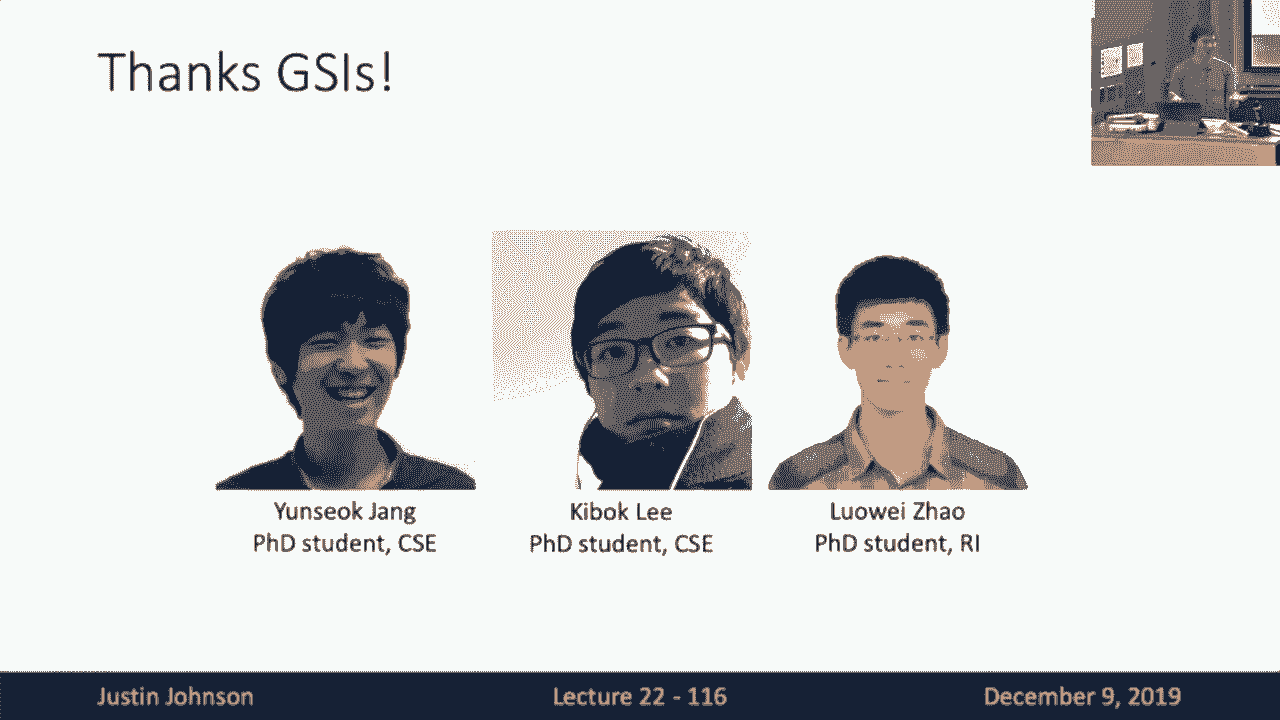 Thanks GSIs!
Yunseok Jang
PhD student, CSE
Kibok Lee
PhD student, CSE
Luowei Zhao
PhD student, RI
Justin Johnson
Lecture 22 - 116
December 9, 2019